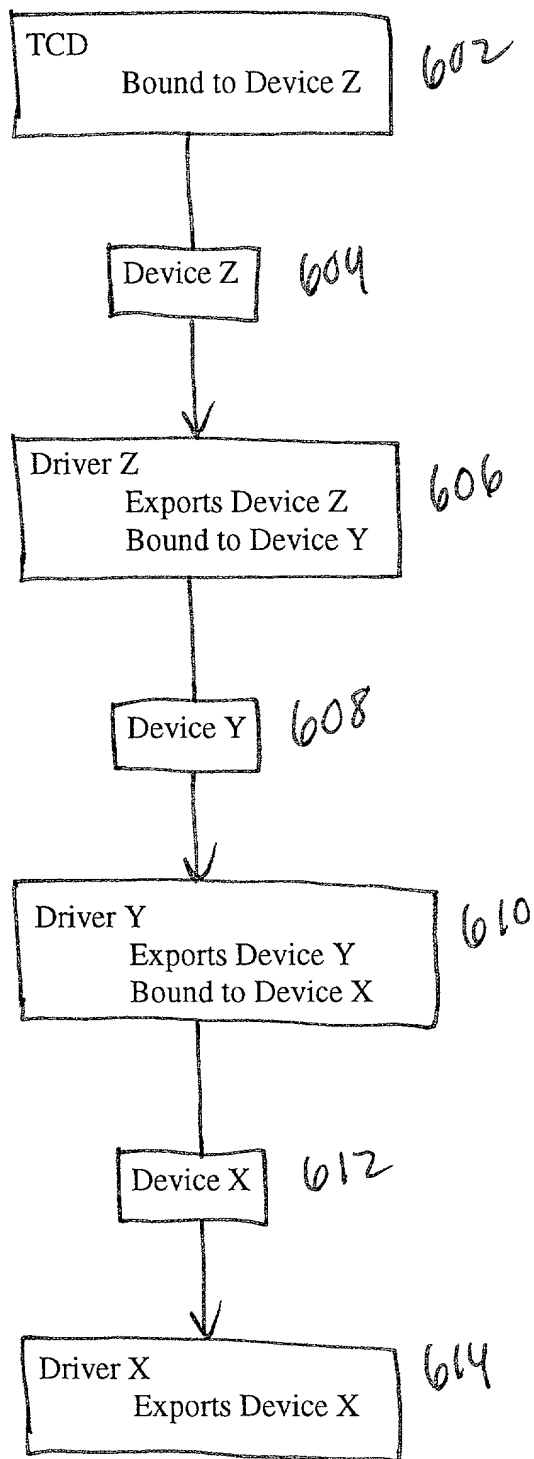 TCD
Bound to Device Z
602
Device Z
604
Driver Z
Exports Device Z
Bound to Device Y
606
Device Y
608
Driver Y
Exports Device Y
Bound to Device X
610
Device X
612
Driver X
Exports Device X
614